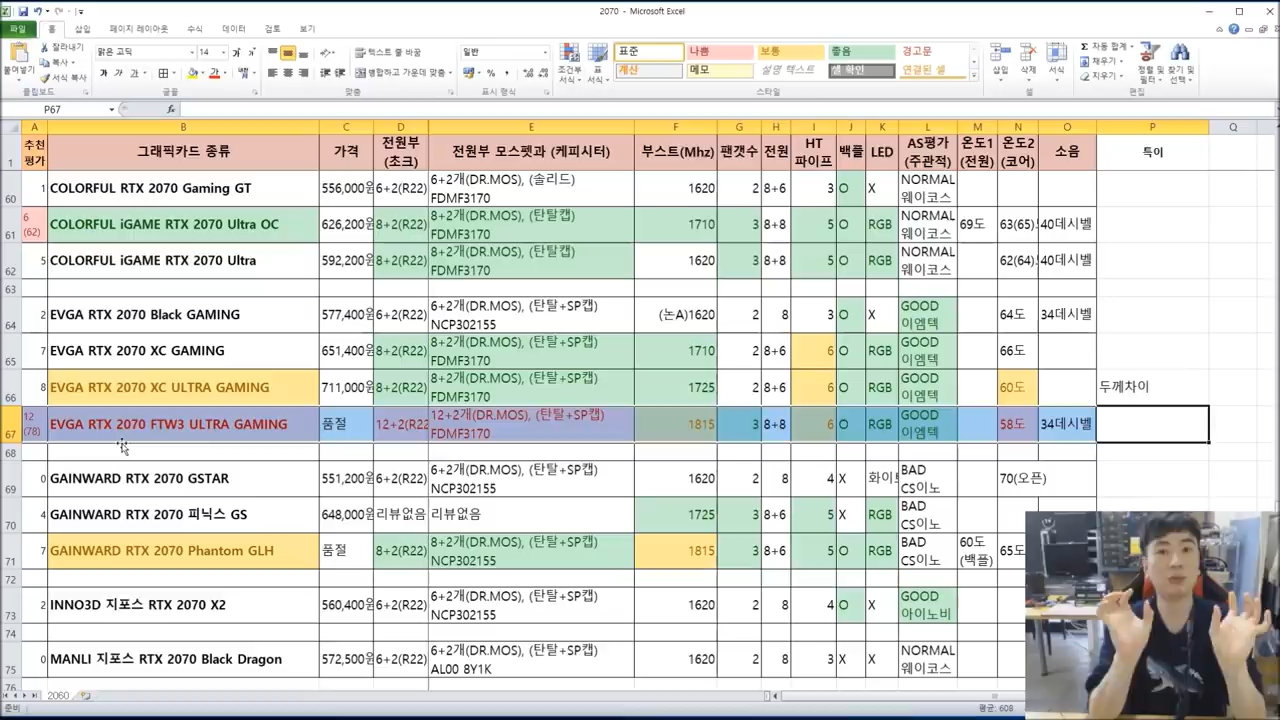 2070 - Microsoft Excel
파일 홈 삽입 페이지 레이아웃 수식 데이터 검토 보기
붙여넣기 잘라내기 복사 서식 복사 클립보드
맑은 고딕 14 글꼴
텍스트 줄 바꿈 병합하고 가운데 맞춤 맞춤
일반 표시 형식
조건부 서식 표 서식
표준 나쁨 보통 좋음 경고문
계산 메모 설명 텍스트 셀 확인 연결된 셀
스타일
삽입 삭제 서식 셀
자동 합계 채우기 지우기 정렬 및 필터 찾기 및 선택 편집
P67 fx
A B C D E F G H I J K L M N O P Q
1 추천 평가 그래픽카드 종류 가격 전원부 (초크) 전원부 모스펫과 (케피시터) 부스트(Mhz) 팬갯수 전원 HT 파이프 백플 LED AS평가 (주관적) 온도1 (전원) 온도2 (코어) 소음 특이
60 1 COLORFUL RTX 2070 Gaming GT 556,000원 6+2(R22) 6+2개(DR.MOS), (솔리드) FDMF3170 1620 2 8+6 3 O X NORMAL 웨이코스
61 6 (62) COLORFUL iGAME RTX 2070 Ultra OC 626,200원 8+2(R22) 8+2개(DR.MOS), (탄탈캡) FDMF3170 1710 3 8+8 5 O RGB NORMAL 웨이코스 69도 63(65) 40데시벨
62 5 COLORFUL iGAME RTX 2070 Ultra 592,200원 8+2(R22) 8+2개(DR.MOS), (탄탈캡) FDMF3170 1620 3 8+8 5 O RGB NORMAL 웨이코스 62(64) 40데시벨
63
64 2 EVGA RTX 2070 Black GAMING 577,400원 6+2(R22) 6+2개(DR.MOS), (탄탈+SP캡) NCP302155 (논A)1620 2 8 3 O X GOOD 이엠텍 64도 34데시벨
65 7 EVGA RTX 2070 XC GAMING 651,400원 8+2(R22) 8+2개(DR.MOS), (탄탈+SP캡) FDMF3170 1710 2 8+6 6 O RGB GOOD 이엠텍 66도
66 8 EVGA RTX 2070 XC ULTRA GAMING 711,000원 8+2(R22) 8+2개(DR.MOS), (탄탈+SP캡) FDMF3170 1725 2 8+6 6 O RGB GOOD 이엠텍 60도 두께차이
67 12 (78) EVGA RTX 2070 FTW3 ULTRA GAMING 품절 12+2(R22 12+2개(DR.MOS), (탄탈+SP캡) FDMF3170 1815 3 8+8 6 O RGB GOOD 이엠텍 58도 34데시벨
68
69 0 GAINWARD RTX 2070 GSTAR 551,200원 6+2(R22) 6+2개(DR.MOS), (탄탈+SP캡) NCP302155 1620 2 8 4 X 화이트 BAD CS이노 70(오픈)
70 4 GAINWARD RTX 2070 피닉스 GS 648,000원 리뷰없음 리뷰없음 1725 3 8+6 5 X RGB BAD CS이노
71 7 GAINWARD RTX 2070 Phantom GLH 품절 8+2(R22) 8+2개(DR.MOS), (탄탈+SP캡) NCP302155 1815 3 8+6 5 O RGB BAD CS이노 60도 (백플) 65도
72
73 2 INNO3D 지포스 RTX 2070 X2 560,400원 6+2(R22) 6+2개(DR.MOS), (탄탈+SP캡) NCP302155 1620 2 8 4 O X GOOD 아이노비
74
75 0 MANLI 지포스 RTX 2070 Black Dragon 572,500원 6+2(R22) 6+2개(DR.MOS), (탄탈+SP캡) AL00 8Y1K 1620 2 8 3 X X NORMAL 웨이코스
76
2060
준비 평균: 608